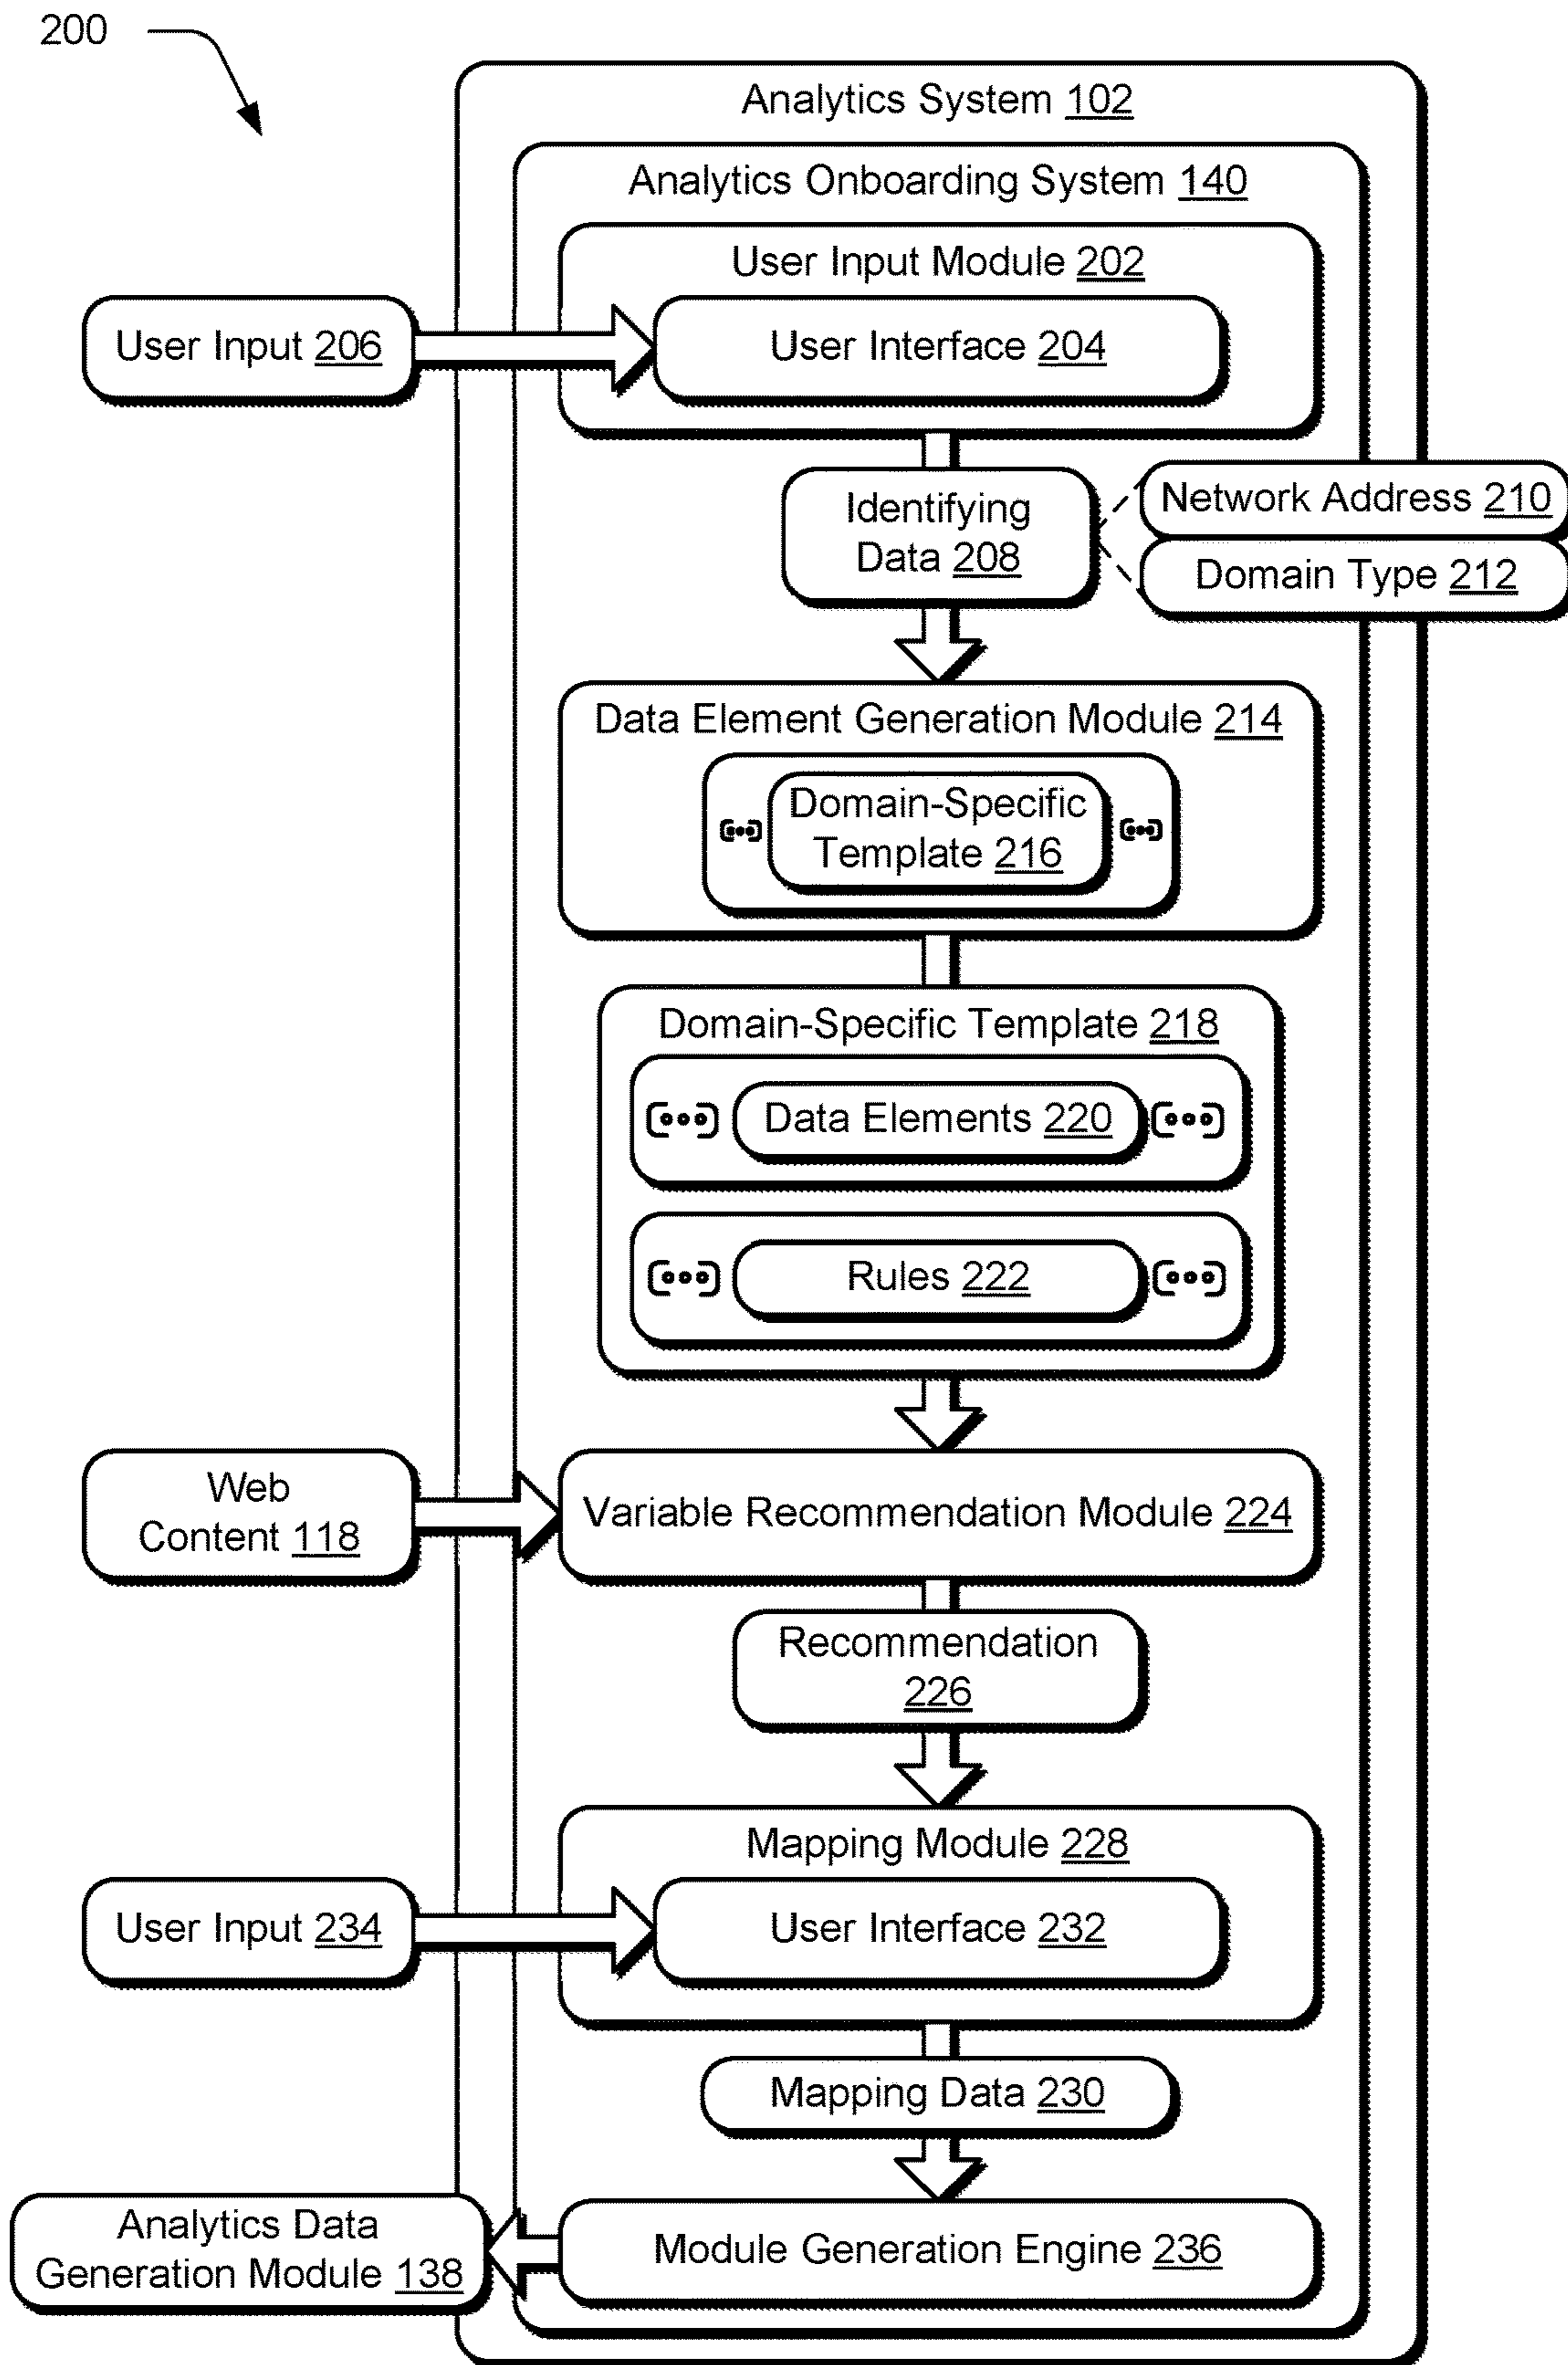 200
Analytics System 102
Analytics Onboarding System 140
User Input Module 202
User Input 206
User Interface 204
Identifying
Data 208
Network Address 210
Domain Type 212
Data Element Generation Module 214
Domain-Specific
Template 216
Domain-Specific Template 218
Data Elements 220
Rules 222
Web
Content 118
Variable Recommendation Module 224
Recommendation
226
Mapping Module 228
User Input 234
User Interface 232
Mapping Data 230
Analytics Data
Generation Module 138
Module Generation Engine 236